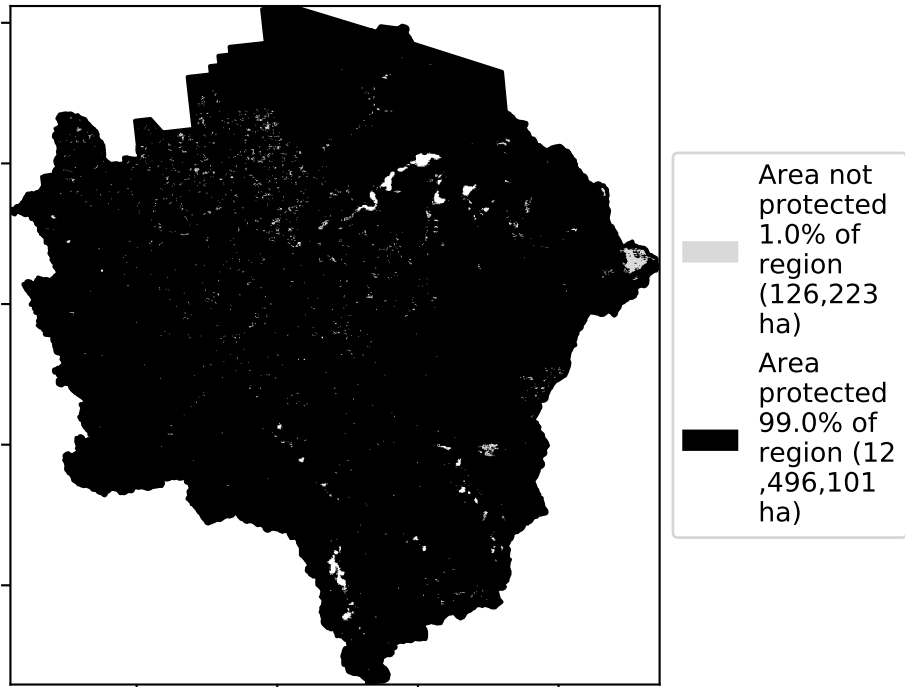 Area not
protected
1.0% of
region
(126,223
ha)
Area
protected
99.0% of
region (12
,496,101
ha)